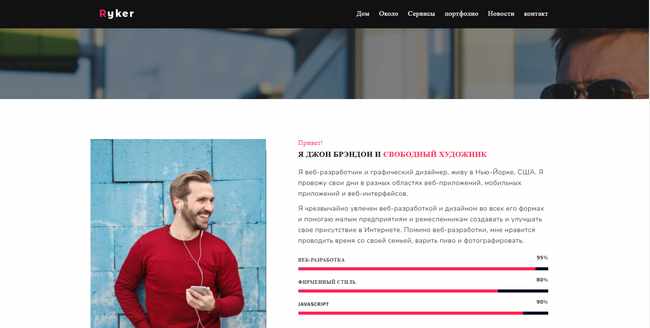 Ryker
Дом Около Сервисы портфолио Новости контакт
Привет!
Я ДЖОН БРЭНДОН И СВОБОДНЫЙ ХУДОЖНИК
Я веб-разработчик и графический дизайнер, живу в Нью-Йорке, США. Я
провожу свои дни в разных областях веб-приложений, мобильных
приложений и веб-интерфейсов.
Я чрезвычайно увлечен веб-разработкой и дизайном во всех его формах
и помогаю малым предприятиям и ремесленникам создавать и улучшать
свое присутствие в Интернете. Помимо веб-разработки, мне нравится
проводить время со своей семьей, варить пиво и фотографировать.
ВЕБ-РАЗРАБОТКА 95%
ФИРМЕННЫЙ СТИЛЬ 80%
JAVASCRIPT 90%